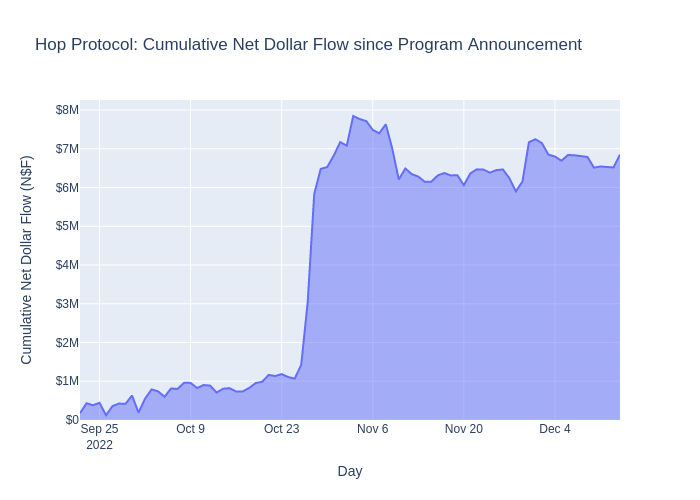 Hop Protocol: Cumulative Net Dollar Flow since Program Announcement
Cumulative Net Dollar Flow (N$F)
$8M
$7M
$6M
$5M
$4M
$3M
$2M
$1M
$0
Sep 25
2022
Oct 9
Oct 23
Nov 6
Nov 20
Dec 4
Day